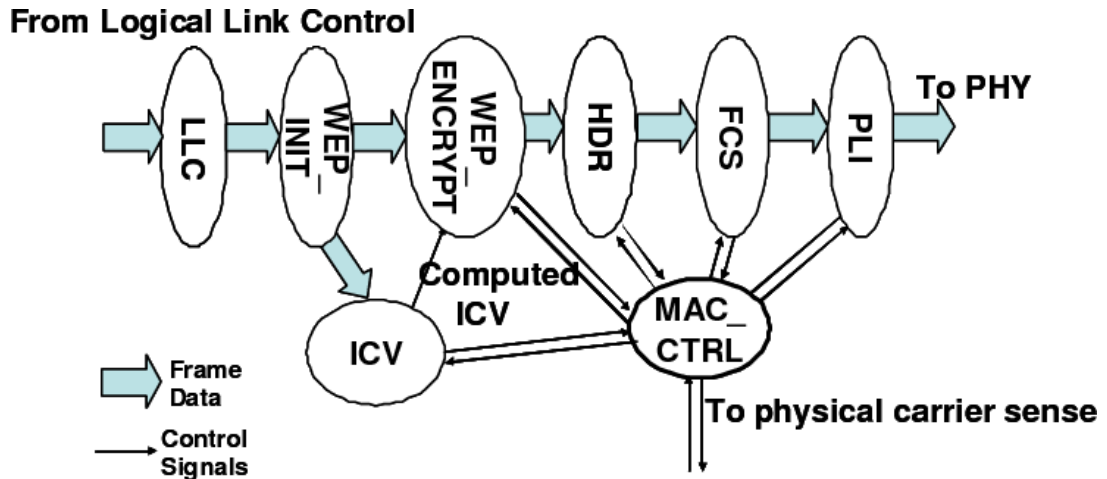 From Logical Link Control
To PHY
LLC
WEP_
INIT
WEP_
ENCRYPT
HDR
FCS
PLI
Computed
ICV
ICV
MAC_
CTRL
Frame
Data
Control
Signals
To physical carrier sense